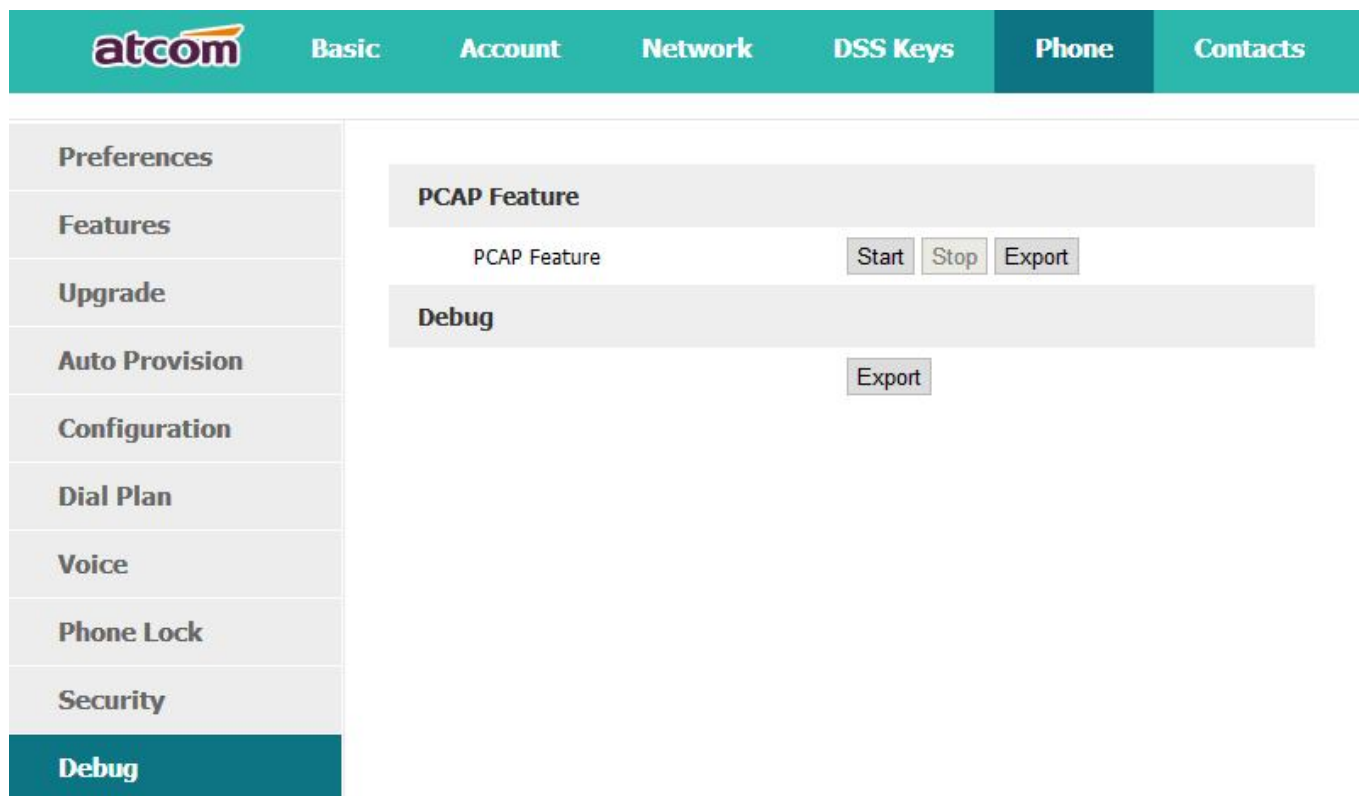 atcom Basic Account Network DSS Keys Phone Contacts
Preferences
Features
Upgrade
Auto Provision
Configuration
Dial Plan
Voice
Phone Lock
Security
Debug
PCAP Feature
PCAP Feature Start Stop Export
Debug
Export